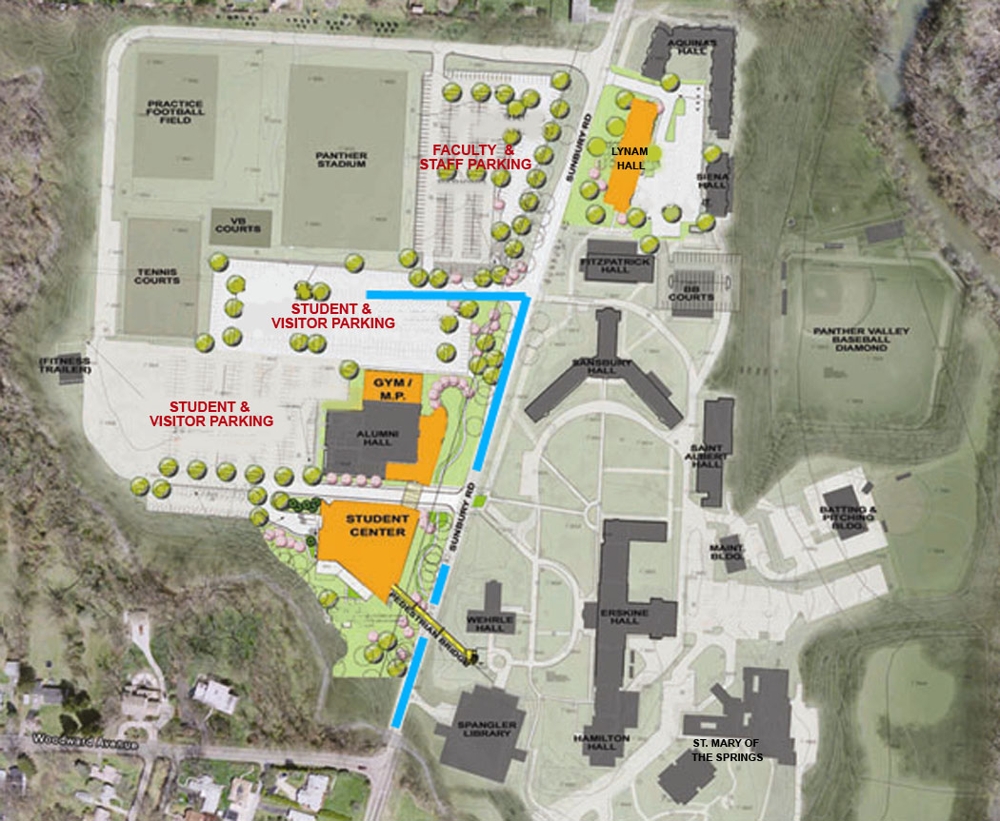 AQUINAS
HALL
PRACTICE
FOOTBALL
FIELD
PANTHER
STADIUM
FACULTY &
STAFF PARKING
SUNBURY RD
LYNAM
HALL
SIENA
HALL
VB
COURTS
TENNIS
COURTS
FITZPATRICK
HALL
BB
COURTS
STUDENT &
VISITOR PARKING
PANTHER VALLEY
BASEBALL
DIAMOND
(FITNESS
TRAILER)
SANSBURY
HALL
GYM /
M.P.
STUDENT &
VISITOR PARKING
ALUMNI
HALL
SAINT
ALBERT
HALL
SUNBURY RD
BATTING &
PITCHING
BLDG.
STUDENT
CENTER
MAINT.
BLDG.
PEDESTRIAN BRIDGE
WEHRLE
HALL
ERSKINE
HALL
SPANGLER
LIBRARY
HAMILTON
HALL
ST. MARY OF
THE SPRINGS
Woodward Avenue